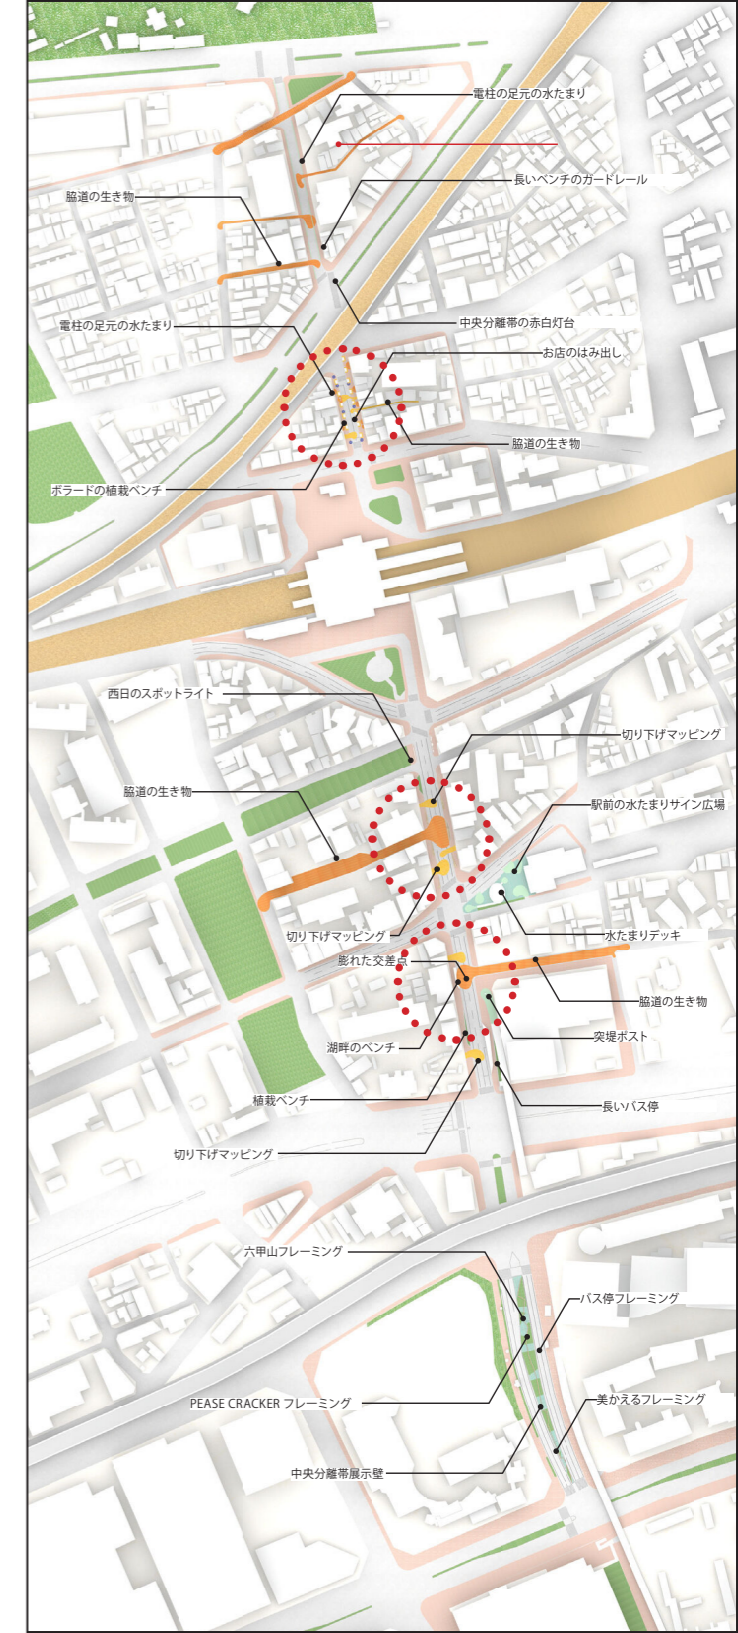 電柱の足元の水たまり
長いベンチのガードレール
脇道の生き物
中央分離帯の赤白灯台
電柱の足元の水たまり
お店のはみ出し
脇道の生き物
ボラードの植栽ベンチ
西日のスポットライト
切り下げマッピング
脇道の生き物
駅前の水たまりサイン広場
切り下げマッピング
水たまりデッキ
膨れた交差点
脇道の生き物
突堤ポスト
湖畔のベンチ
植栽ベンチ
長いバス停
切り下げマッピング
六甲山フレーミング
バス停フレーミング
PEASE CRACKER フレーミング
美かえるフレーミング
中央分離帯展示壁